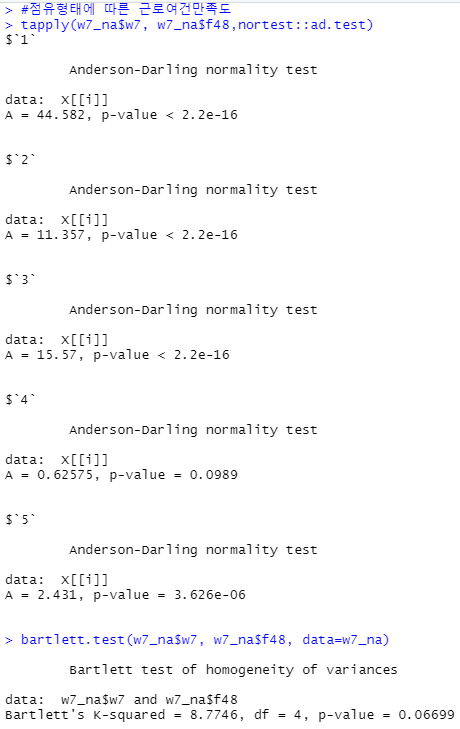 > #점유형태에 따른 근로여건만족도
> tapply(w7_na$w7, w7_na$f48,nortest::ad.test)
$`1`
Anderson-Darling normality test
data:  X[[i]]
A = 44.582, p-value < 2.2e-16
$`2`
Anderson-Darling normality test
data:  X[[i]]
A = 11.357, p-value < 2.2e-16
$`3`
Anderson-Darling normality test
data:  X[[i]]
A = 15.57, p-value < 2.2e-16
$`4`
Anderson-Darling normality test
data:  X[[i]]
A = 0.62575, p-value = 0.0989
$`5`
Anderson-Darling normality test
data:  X[[i]]
A = 2.431, p-value = 3.626e-06
> bartlett.test(w7_na$w7, w7_na$f48, data=w7_na)
Bartlett test of homogeneity of variances
data:  w7_na$w7 and w7_na$f48
Bartlett's K-squared = 8.7746, df = 4, p-value = 0.06699